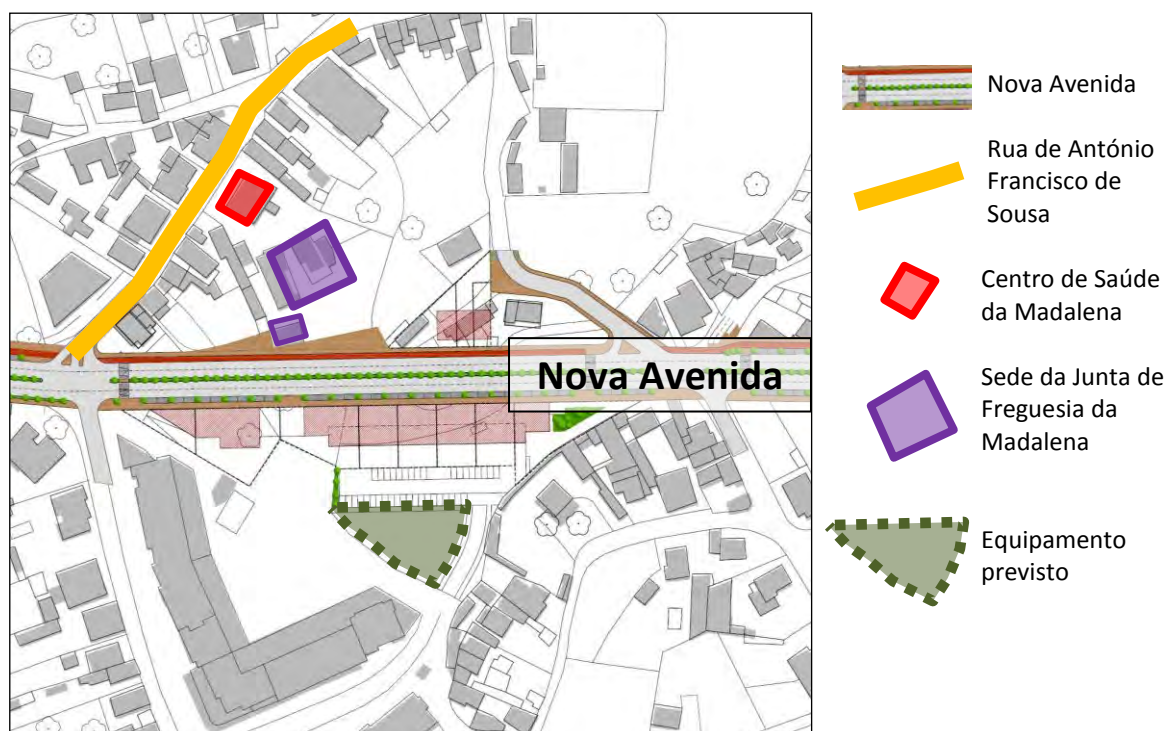 Nova Avenida
Nova Avenida
Rua de António
Francisco de
Sousa
Centro de Saúde
da Madalena
Sede da Junta de
Freguesia da
Madalena
Equipamento
previsto